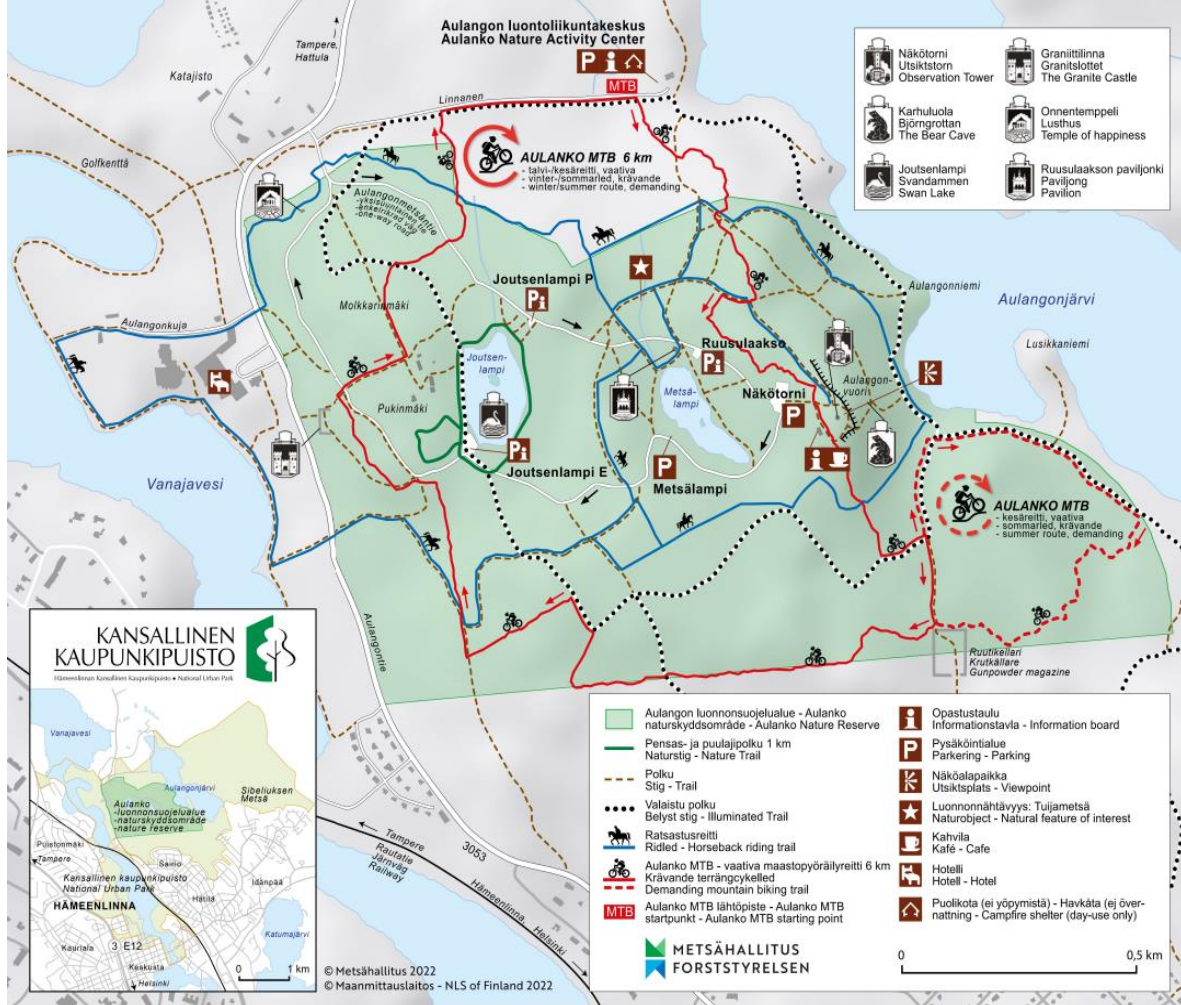 Aulangon luontoliikuntakeskus
Aulanko Nature Activity Center
P i
MTB
Tampere,
Hattula
Katajisto
Linnanen
Golfkenttä
AULANKO MTB 6 km
- talvi-/kesäreitti, vaativa
- vinter-/sommarled, krävande
- winter/summer route, demanding
Aulangonmetsäntie
-yksisuuntainen tie
-enkelriktad väg
-one-way road
Näkötorni
Utsiktstorn
Observation Tower
Karhuluola
Björngrottan
The Bear Cave
Joutsenlampi
Svandammen
Swan Lake
Graniittilinna
Granitslottet
The Granite Castle
Onnentemppeli
Lusthus
Temple of happiness
Ruusulaakson paviljonki
Paviljong
Pavilion
Joutsenlampi P
Pi
Molkkarinmäki
Aulangonkuja
Joutsen-
lampi
Ruusulaakso
Pi
Metsä-
lampi
Näkötorni
P
Aulangon-
vuori
Aulangonniemi
Aulangonjärvi
Lusikkaniemi
Pukinmäki
Pi
Joutsenlampi E
P
Metsälampi
i
Vanajavesi
AULANKO MTB
- kesäreitti, vaativa
- sommarled, krävande
- summer route, demanding
Aulangontie
Ruutikellari
Krutkällare
Gunpowder magazine
3053
Tampere
Rautatie
Järnväg
Railway
Hämeenlinna,
Helsinki
KANSALLINEN
KAUPUNKIPUISTO
Hämeenlinnan Kansallinen Kaupunkipuisto • National Urban Park
Vanajavesi
Aulangonjärvi
Sibeliuksen
Metsä
Aulanko
-luonnonsuojelualue
-naturskyddsområde
-nature reserve
Puistonmäki
Tampere
Sairio
Idänpää
Kansallinen kaupunkipuisto
National Urban Park
HÄMEENLINNA
Hätilä
Kauriala
3 E12
Katumajärvi
Keskusta
Helsinki
0 1 km
© Metsähallitus 2022
© Maanmittauslaitos - NLS of Finland 2022
Aulangon luonnonsuojelualue - Aulanko
naturskyddsområde - Aulanko Nature Reserve
Pensas- ja puulajipolku 1 km
Naturstig - Nature Trail
Polku
Stig - Trail
Valaistu polku
Belyst stig - Illuminated Trail
Ratsastusreitti
Ridled - Horseback riding trail
Aulanko MTB - vaativa maastopyöräilyreitti 6 km
Krävande terrängcykelled
Demanding mountain biking trail
MTB
Aulanko MTB lähtöpiste - Aulanko MTB
startpunkt - Aulanko MTB starting point
i
Opastustaulu
Informationstavla - Information board
P
Pysäköintialue
Parkering - Parking
Näköalapaikka
Utsiktsplats - Viewpoint
Luonnonnähtävyys: Tuijametsä
Naturobject - Natural feature of interest
Kahvila
Kafé - Cafe
Hotelli
Hotell - Hotel
Puolikota (ei yöpymistä) - Havkåta (ej över-
nattning - Campfire shelter (day-use only)
METSÄHALLITUS
FORSTSTYRELSEN
0 0,5 km